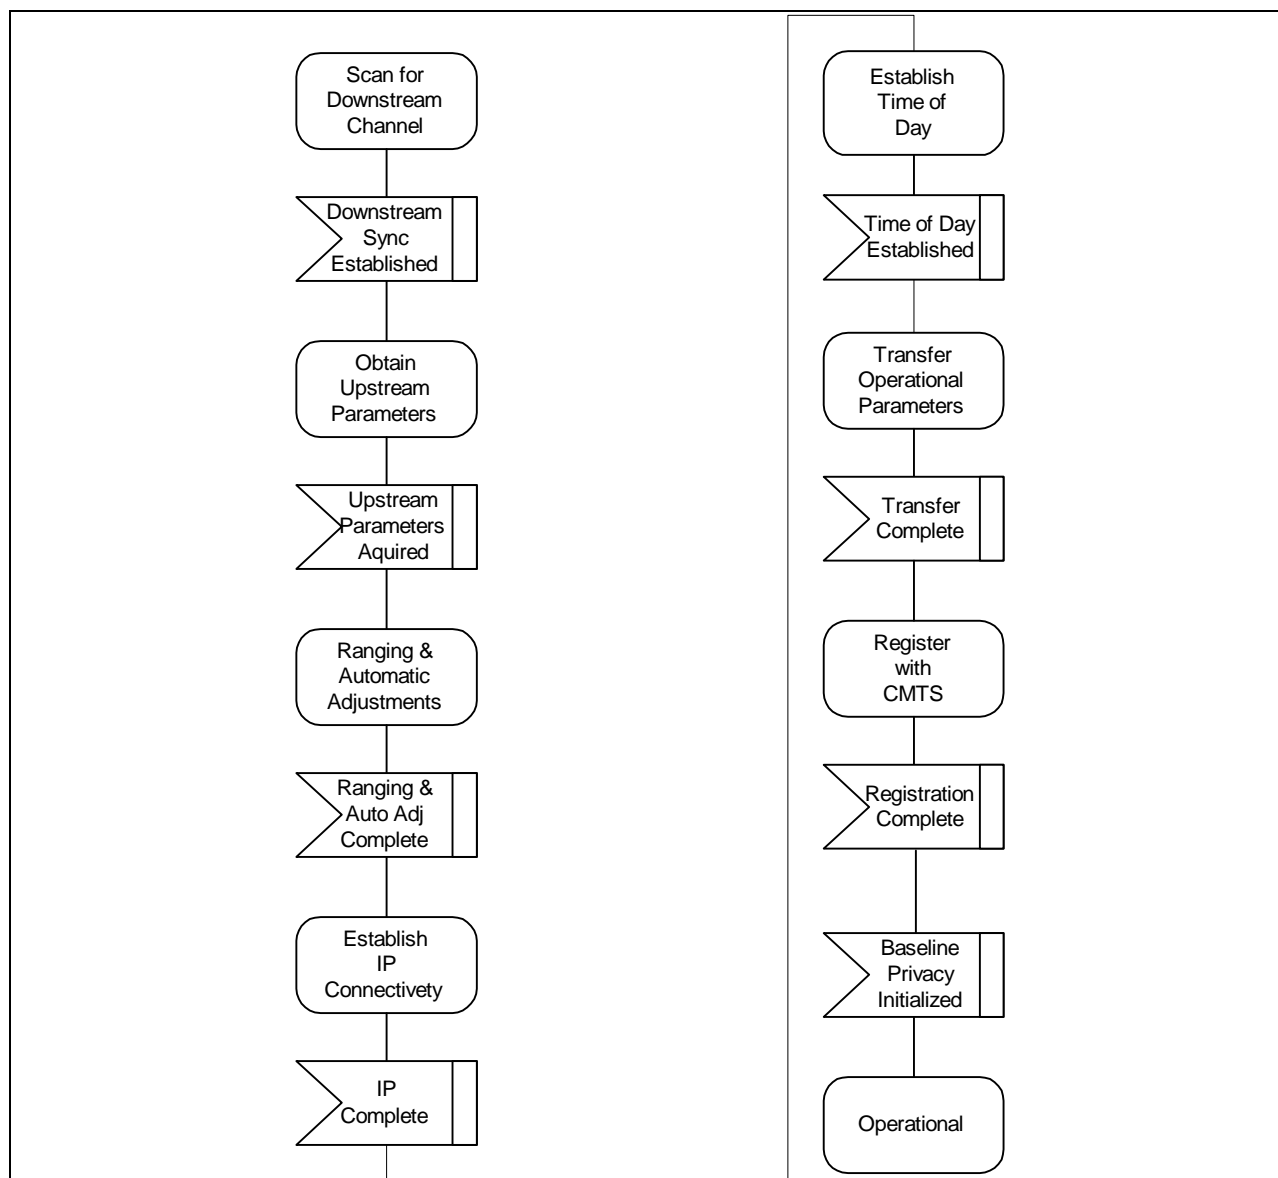 Scan for
Downstream
Channel
Downstream
Sync
Established
Obtain
Upstream
Parameters
Upstream
Parameters
Aquired
Ranging &
Automatic
Adjustments
Ranging &
Auto Adj
Complete
Establish
IP
Connectivety
IP
Complete
Establish
Time of
Day
Time of Day
Established
Transfer
Operational
Parameters
Transfer
Complete
Register
with
CMTS
Registration
Complete
Baseline
Privacy
Initialized
Operational